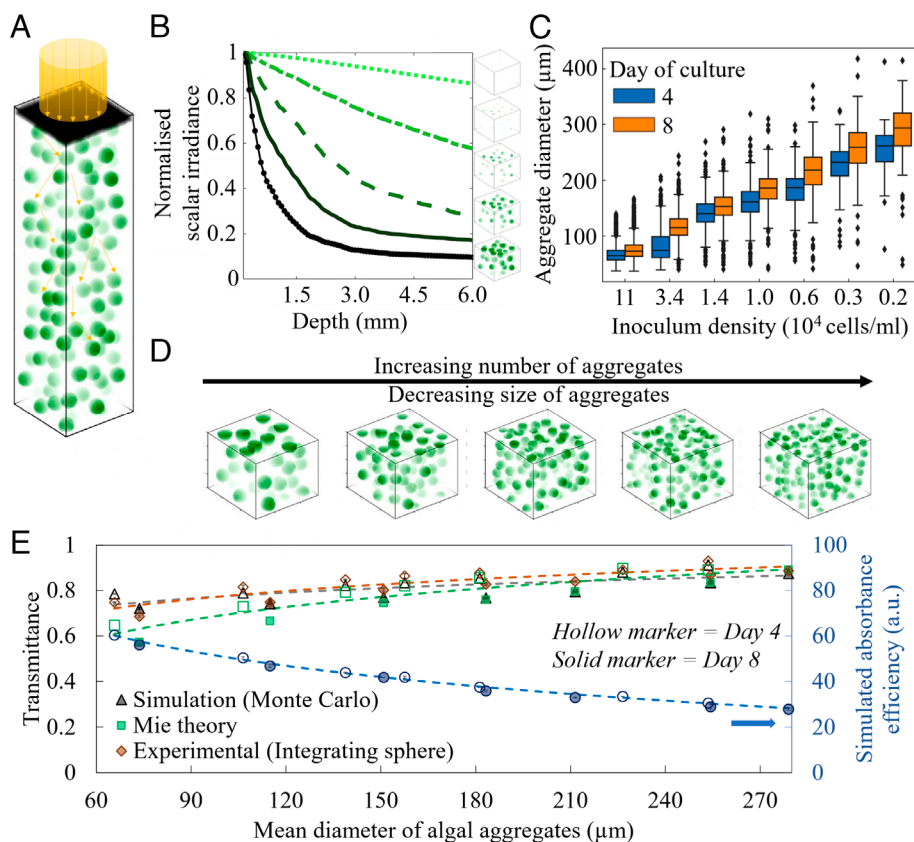 A
B
Normalised
scalar irradiance
1
0.8
0.6
0.4
0.2
0
1.5 3.0 4.5 6.0
Depth (mm)
C
Aggregate diameter (µm)
400
300
200
100
Day of culture
4
8
11 3.4 1.4 1.0 0.6 0.3 0.2
Inoculum density (10⁴ cells/ml)
D
Increasing number of aggregates
Decreasing size of aggregates
E
Transmittance
1
0.8
0.6
0.4
0.2
0
Hollow marker = Day 4
Solid marker = Day 8
Simulation (Monte Carlo)
Mie theory
Experimental (Integrating sphere)
60 90 120 150 180 210 240 270
Mean diameter of algal aggregates (µm)
100
80
60
40
20
0
Simulated absorbance
efficiency (a.u.)